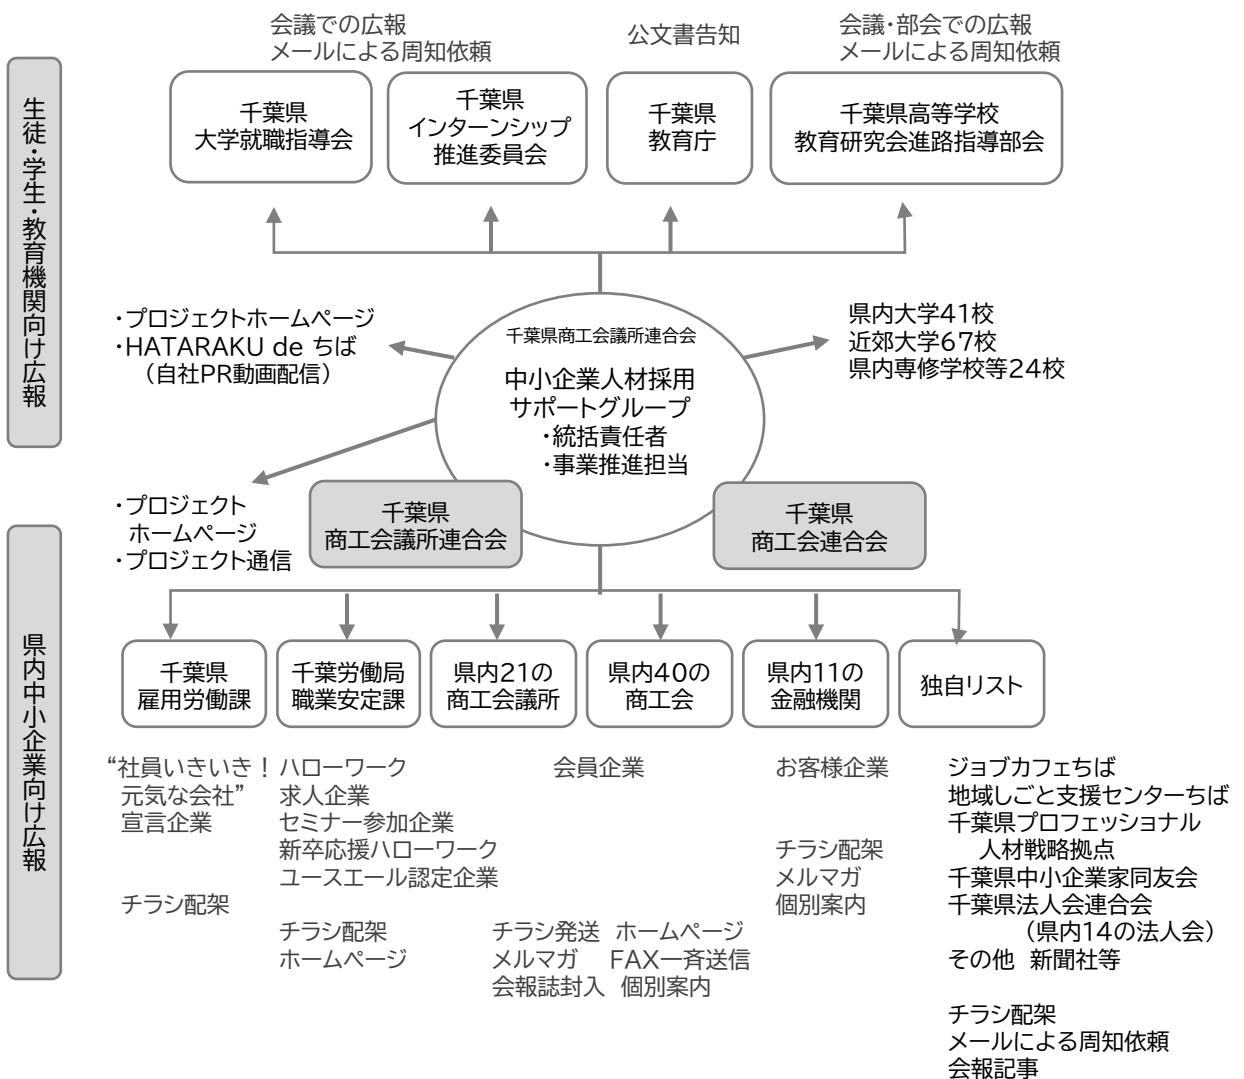 会議での広報
メールによる周知依頼
公文書告知
会議・部会での広報
メールによる周知依頼
生徒・学生・教育機関向け広報
千葉県
大学就職指導会
千葉県
インターンシップ
推進委員会
千葉県
教育庁
千葉県高等学校
教育研究会進路指導部会
・プロジェクトホームページ
・HATARAKU de ちば
（自社PR動画配信）
千葉県商工会議所連合会
中小企業人材採用
サポートグループ
・統括責任者
・事業推進担当
県内大学41校
近郊大学67校
県内専修学校等24校
・プロジェクト
ホームページ
・プロジェクト通信
千葉県
商工会議所連合会
千葉県
商工会連合会
県内中小企業向け広報
千葉県
雇用労働課
千葉労働局
職業安定課
県内21の
商工会議所
県内40の
商工会
県内11の
金融機関
独自リスト
“社員いきいき！
元気な会社”
宣言企業
チラシ配架
ハローワーク
求人企業
セミナー参加企業
新卒応援ハローワーク
ユースエール認定企業
チラシ配架
ホームページ
会員企業
チラシ発送 ホームページ
メルマガ FAX一斉送信
会報誌封入 個別案内
お客様企業
チラシ配架
メルマガ
個別案内
ジョブカフェちば
地域しごと支援センターちば
千葉県プロフェッショナル
人材戦略拠点
千葉県中小企業家同友会
千葉県法人会連合会
（県内14の法人会）
その他 新聞社等
チラシ配架
メールによる周知依頼
会報記事